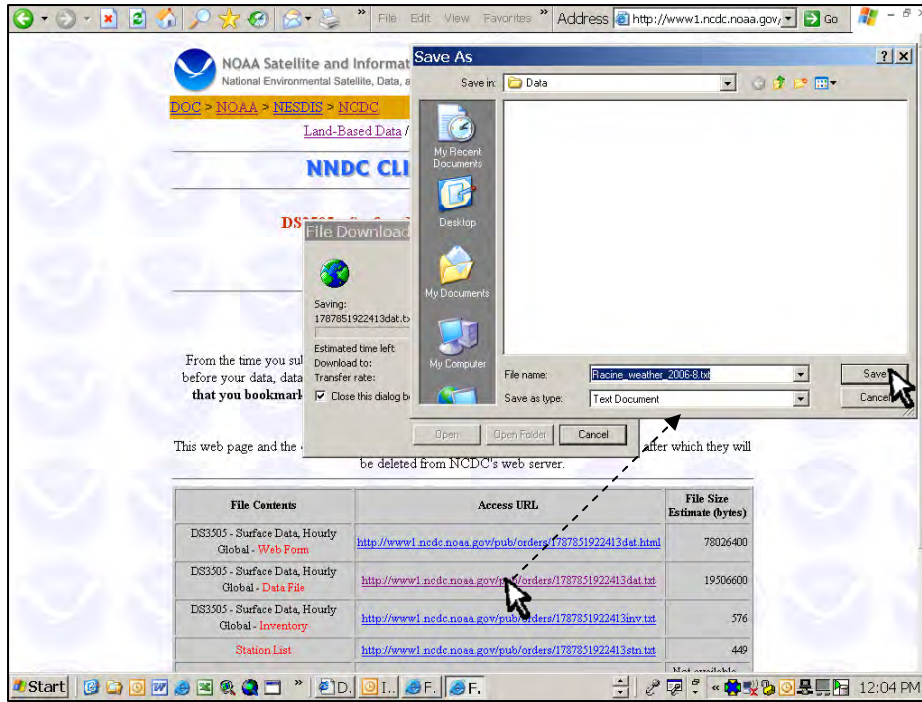 » File Edit View Favorites » Address http://www1.ncdc.noaa.gov/ Go
NOAA Satellite and Informat
National Environmental Satellite, Data, a
DOC > NOAA > NESDIS > NCDC
Land-Based Data /
NNDC CLI
Save As
Save in: Data
My Recent
Documents
Desktop
My Documents
My Computer
File name: Racine_weather_2006-8.txt Save
Save as type: Text Document Cancel
File Download
Saving:
1787851922413dat.tx
Estimated time left
Download to:
Transfer rate:
Close this dialog b
Open Open Folder Cancel
From the time you sul
before your data, data
that you bookmark
This web page and the
after which they will
be deleted from NCDC's web server.
File Contents Access URL File Size
Estimate (bytes)
DS3505 - Surface Data, Hourly
Global - Web Form http://www1.ncdc.noaa.gov/pub/orders/1787851922413dat.html 78026400
DS3505 - Surface Data, Hourly
Global - Data File http://www1.ncdc.noaa.gov/pub/orders/1787851922413dat.txt 19506600
DS3505 - Surface Data, Hourly
Global - Inventory http://www1.ncdc.noaa.gov/pub/orders/1787851922413inv.txt 576
Station List http://www1.ncdc.noaa.gov/pub/orders/1787851922413stn.txt 449
Not available
Start » D. I.. F.. F. « 12:04 PM